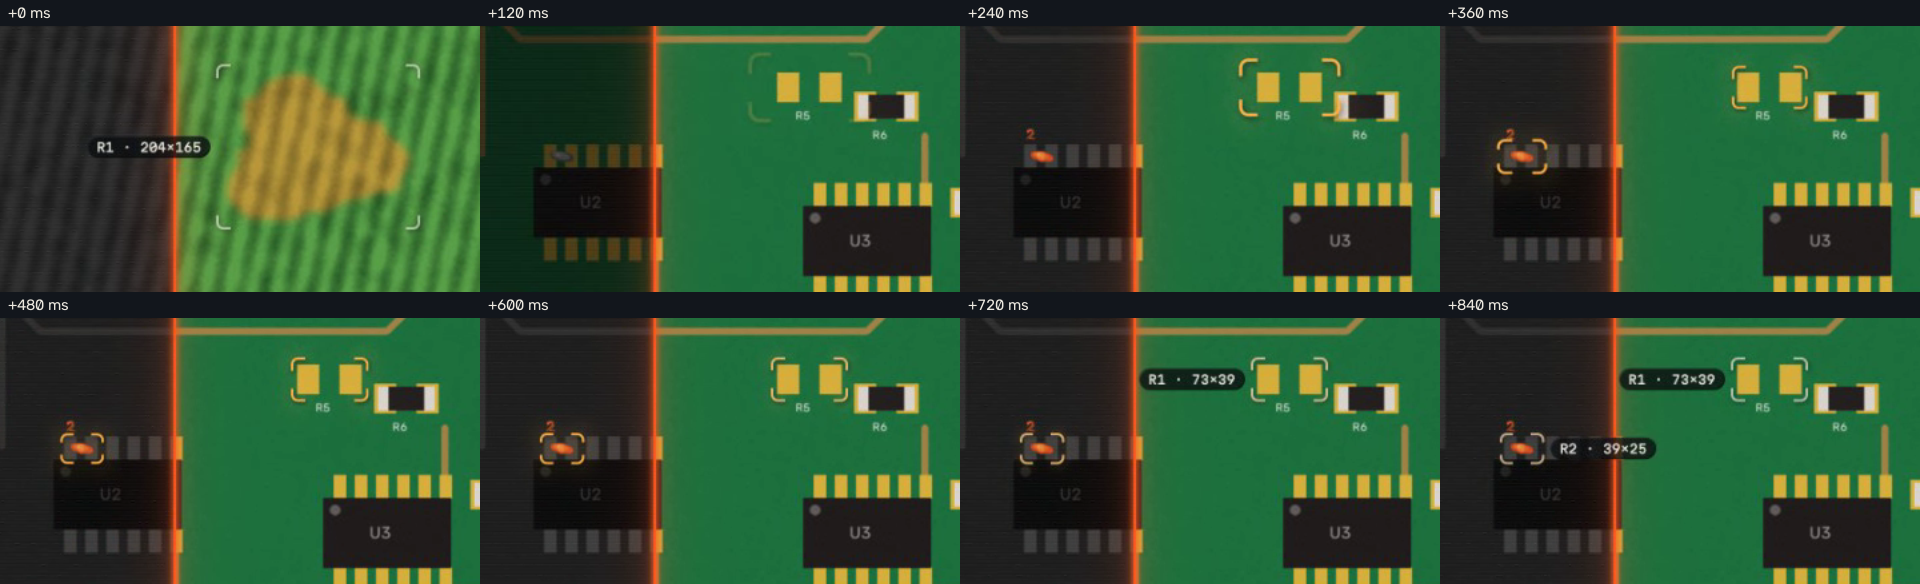 +0 ms
R1 · 204×165
+120 ms
R5
R6
U2
U3
+240 ms
R5
R6
2
U2
U3
+360 ms
R5
R6
2
U2
U3
+480 ms
R5
R6
2
U2
U3
+600 ms
R5
R6
2
U2
U3
+720 ms
R1 · 73×39
R5
R6
2
U2
U3
+840 ms
R1 · 73×39
R5
R6
2
R2 · 39×25
U2
U3